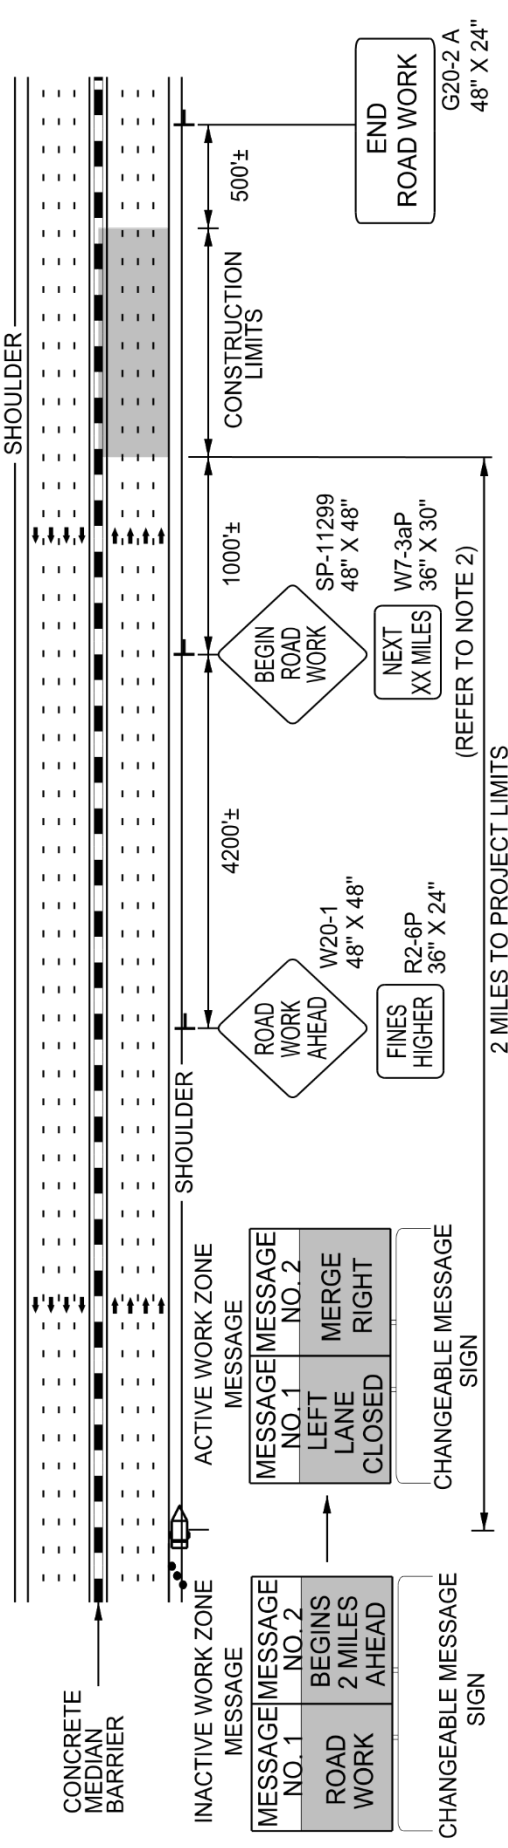 SHOULDER
CONCRETE
MEDIAN
BARRIER
SHOULDER
4200'±
1000'±
CONSTRUCTION
LIMITS
500'±
INACTIVE WORK ZONE
MESSAGE
MESSAGE
NO. 1
MESSAGE
NO. 2
ROAD
WORK
BEGINS
2 MILES
AHEAD
CHANGEABLE MESSAGE
SIGN
ACTIVE WORK ZONE
MESSAGE
MESSAGE
NO. 1
MESSAGE
NO. 2
LEFT
LANE
CLOSED
MERGE
RIGHT
CHANGEABLE MESSAGE
SIGN
ROAD
WORK
AHEAD
W20-1
48" X 48"
FINES
HIGHER
R2-6P
36" X 24"
BEGIN
ROAD
WORK
SP-11299
48" X 48"
NEXT
XX MILES
W7-3aP
36" X 30"
END
ROAD WORK
G20-2 A
48" X 24"
(REFER TO NOTE 2)
2 MILES TO PROJECT LIMITS